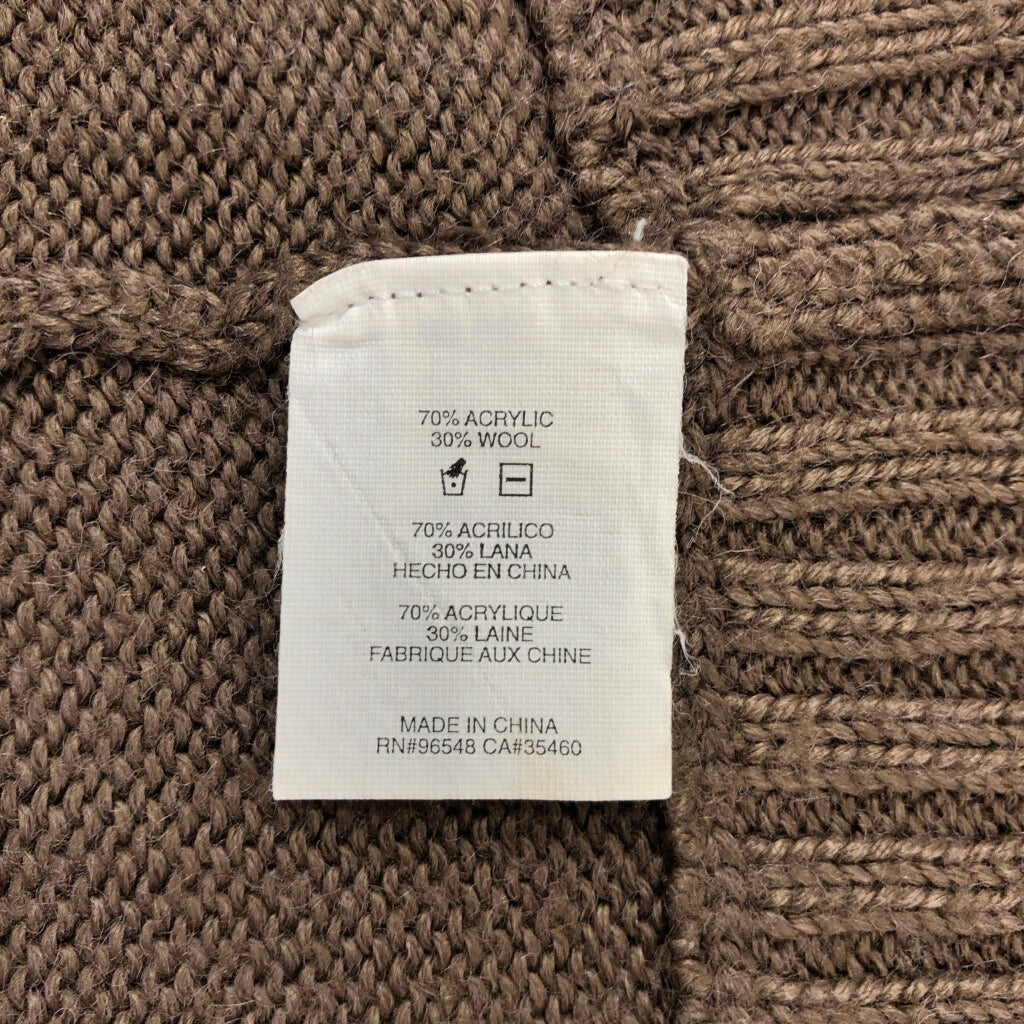 70% ACRYLIC
30% WOOL
70% ACRILICO
30% LANA
HECHO EN CHINA
70% ACRYLIQUE
30% LAINE
FABRIQUE AUX CHINE
MADE IN CHINA
RN#96548 CA#35460